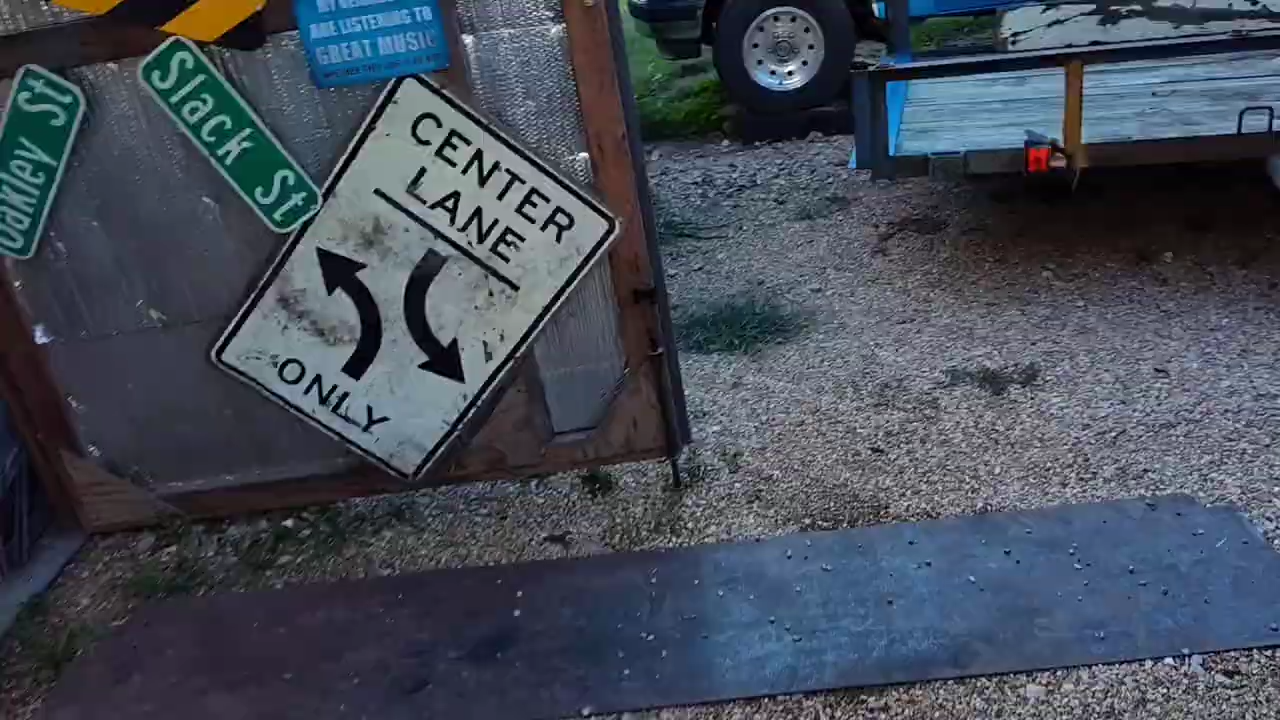 Oakley St
Slack St
ARE LISTENING TO
GREAT MUSIC
CENTER
LANE
ONLY